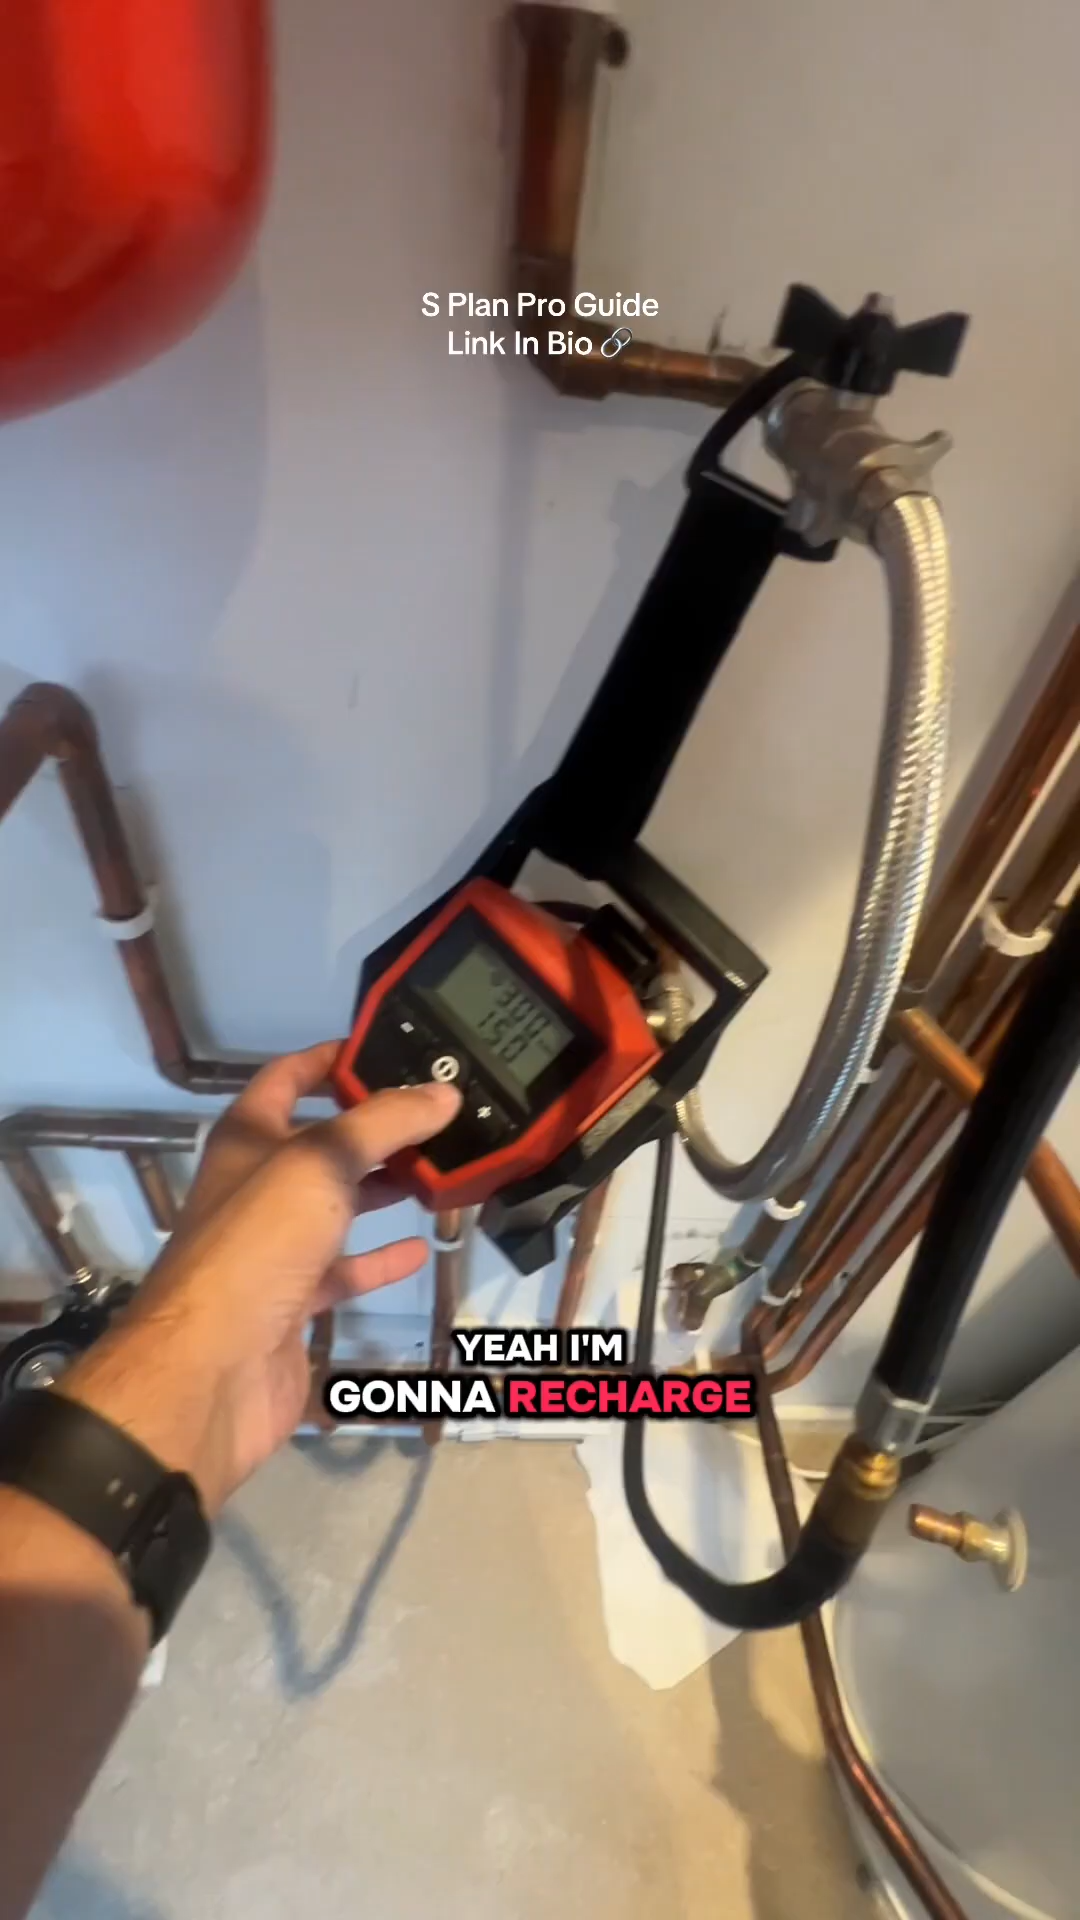 S Plan Pro Guide
Link In Bio 🔗
YEAH I'M
GONNA RECHARGE